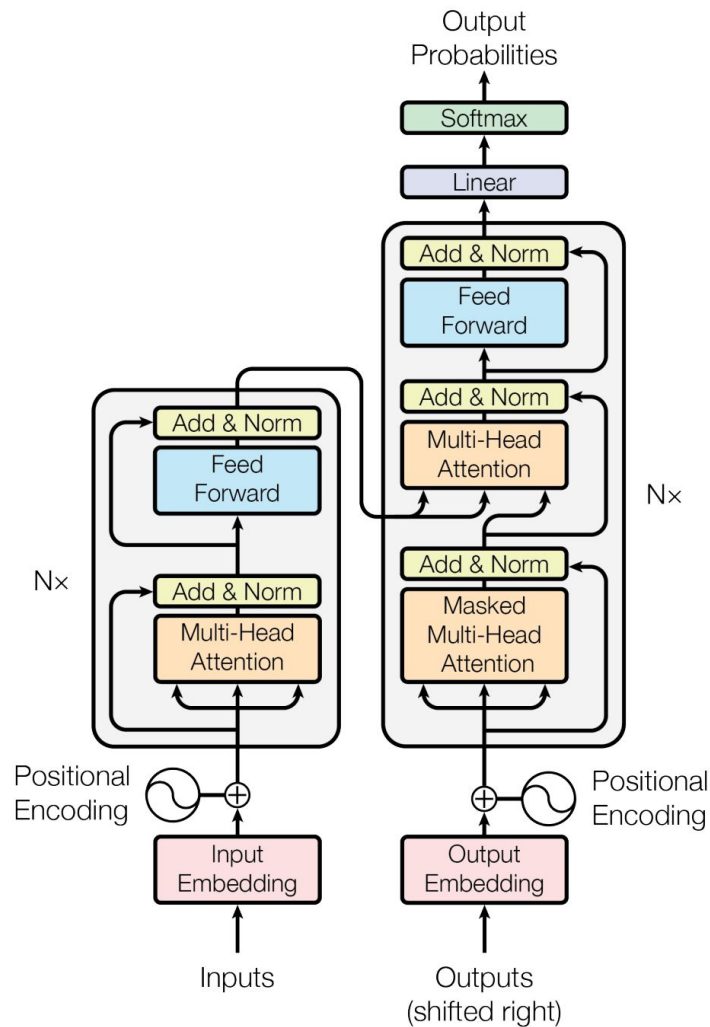 Output
Probabilities
Softmax
Linear
Add & Norm
Feed
Forward
Add & Norm
Multi-Head
Attention
Add & Norm
Masked
Multi-Head
Attention
N×
Add & Norm
Feed
Forward
Add & Norm
Multi-Head
Attention
N×
Positional
Encoding
Input
Embedding
Inputs
Positional
Encoding
Output
Embedding
Outputs
(shifted right)